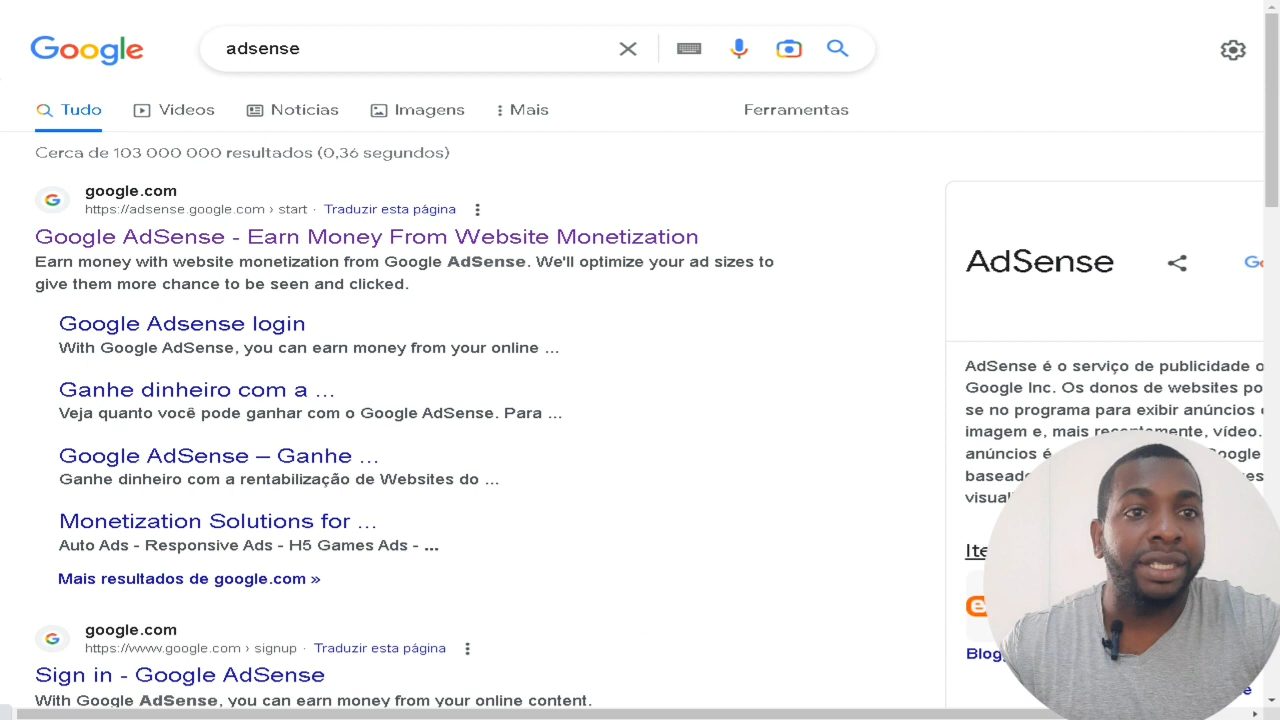 Google
adsense
Tudo
Videos
Noticias
Imagens
Mais
Ferramentas
Cerca de 103 000 000 resultados (0,36 segundos)
google.com
https://adsense.google.com › start · Traduzir esta página
Google AdSense - Earn Money From Website Monetization
Earn money with website monetization from Google AdSense. We'll optimize your ad sizes to
give them more chance to be seen and clicked.
Google Adsense login
With Google AdSense, you can earn money from your online ...
Ganhe dinheiro com a ...
Veja quanto você pode ganhar com o Google AdSense. Para ...
Google AdSense – Ganhe ...
Ganhe dinheiro com a rentabilização de Websites do ...
Monetization Solutions for ...
Auto Ads - Responsive Ads - H5 Games Ads - ...
Mais resultados de google.com »
google.com
https://www.google.com › signup · Traduzir esta página
Sign in - Google AdSense
With Google AdSense, you can earn money from your online content.
AdSense
AdSense é o serviço de publicidade
Google Inc. Os donos de websites
se no programa para exibir anúncios
imagem e, mais recentemente, vídeo.
anúncios é